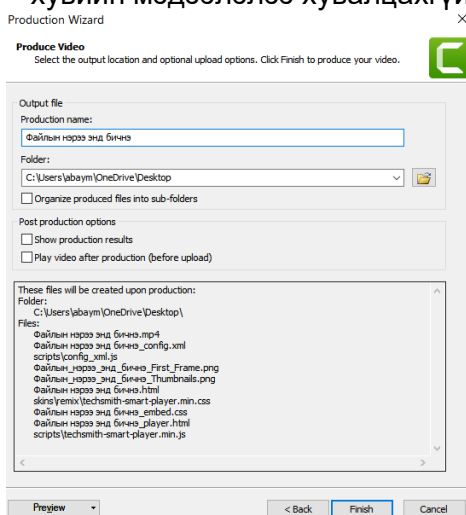 хувийн мэдээллээ хувалцахгүй
Production Wizard
Produce Video
Select the output location and optional upload options. Click Finish to produce your video.
Output file
Production name:
Файлын нэрээ энд бичнэ
Folder:
C:\Users\abaym\OneDrive\Desktop
Organize produced files into sub-folders
Post production options
Show production results
Play video after production (before upload)
These files will be created upon production:
Folder:
C:\Users\abaym\OneDrive\Desktop\
Files:
Файлын нэрээ энд бичнэ.mp4
Файлын нэрээ энд бичнэ_config.xml
scripts\config_xml.js
Файлын_нэрээ_энд_бичнэ_First_Frame.png
Файлын_нэрээ_энд_бичнэ_Thumbnails.png
Файлын нэрээ энд бичнэ.html
skins\remix\techsmith-smart-player.min.css
Файлын нэрээ энд бичнэ_embed.css
Файлын нэрээ энд бичнэ_player.html
scripts\techsmith-smart-player.min.js
Preview
< Back
Finish
Cancel